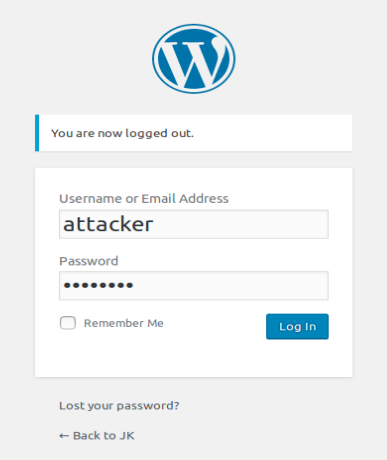 You are now logged out.
Username or Email Address
attacker
Password
••••••••
Remember Me
Log In
Lost your password?
← Back to JK